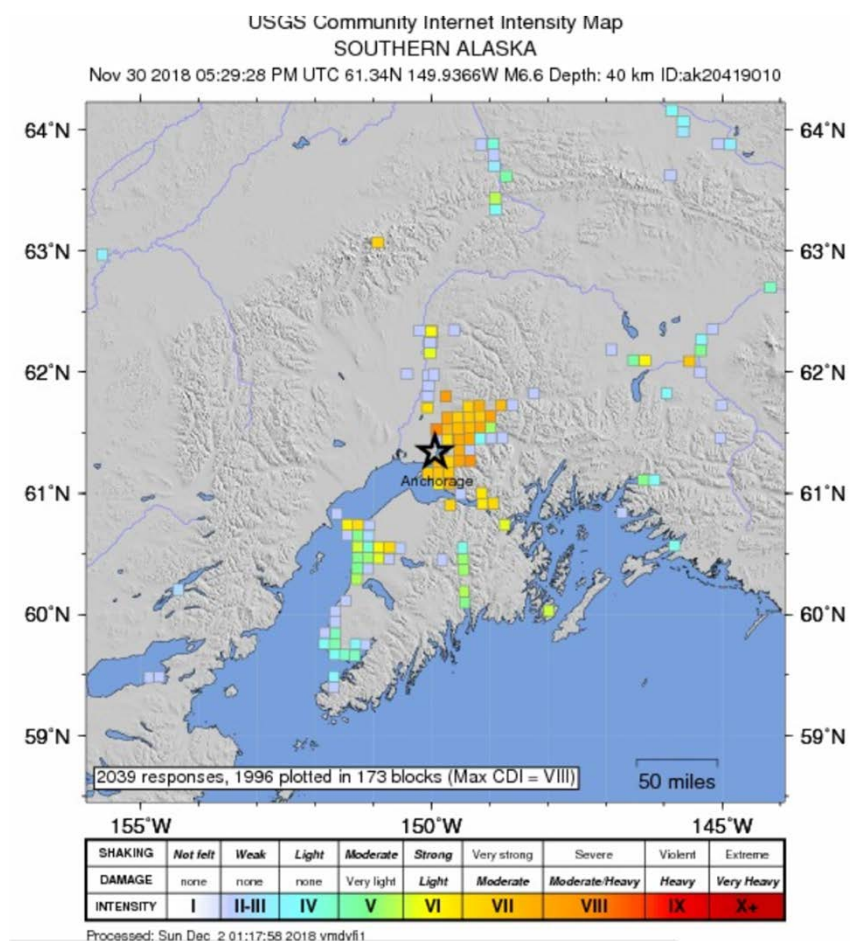 USGS Community Internet Intensity Map
SOUTHERN ALASKA
Nov 30 2018 05:29:28 PM UTC 61.34N 149.9366W M6.6 Depth: 40 km ID:ak20419010
64°N 64°N
63°N 63°N
62°N 62°N
Anchorage
61°N 61°N
60°N 60°N
59°N 59°N
2039 responses, 1996 plotted in 173 blocks (Max CDI = VIII)
50 miles
155°W 150°W 145°W
SHAKING Not felt Weak Light Moderate Strong Very strong Severe Violent Extreme
DAMAGE none none none Very light Light Moderate Moderate/Heavy Heavy Very Heavy
INTENSITY I II-III IV V VI VII VIII IX X+
Processed: Sun Dec 2 01:17:58 2018 vmdyfi1